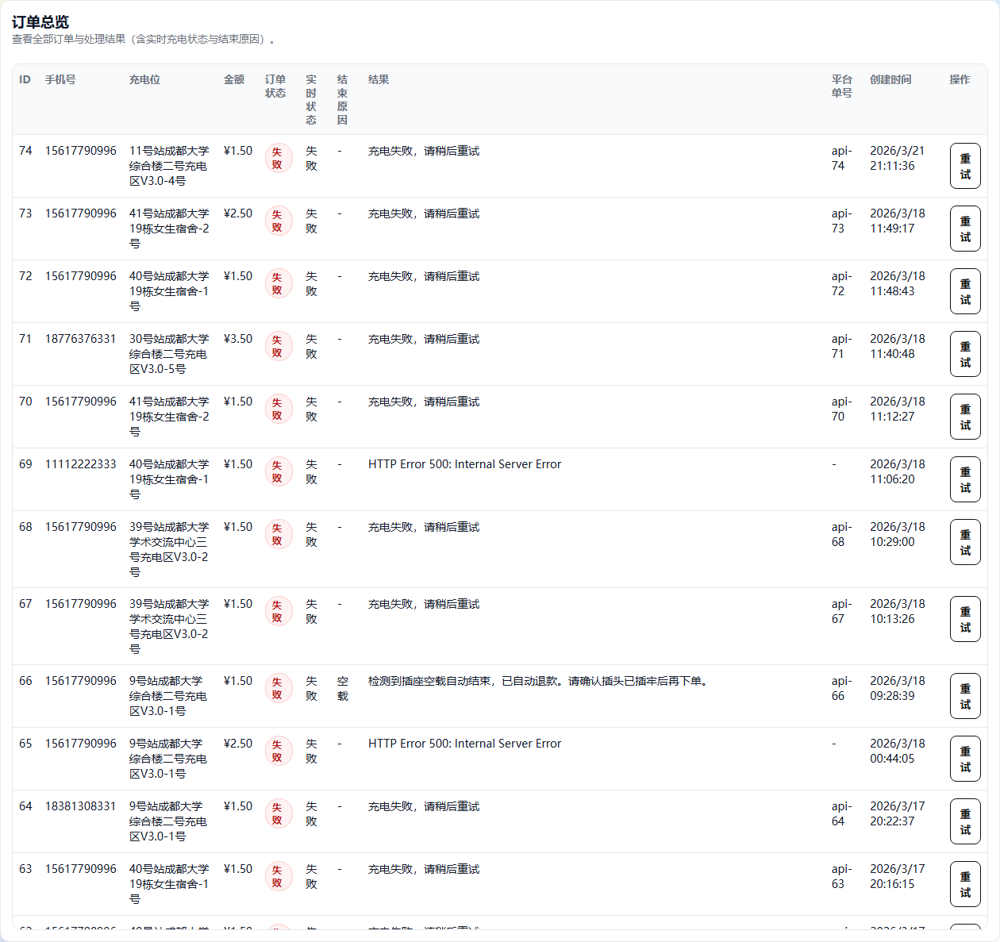 订单总览
查看全部订单与处理结果（含实时充电状态与结束原因）。
ID 手机号 充电位 金额 订单状态 实时状态 结束原因 结果 平台单号 创建时间 操作
74 15617790996 11号站成都大学综合楼二号充电区V3.0-4号 ¥1.50 失败 失败 - 充电失败，请稍后重试 api-74 2026/3/21 21:11:36 重试
73 15617790996 41号站成都大学19栋女生宿舍-2号 ¥2.50 失败 失败 - 充电失败，请稍后重试 api-73 2026/3/18 11:49:17 重试
72 15617790996 40号站成都大学19栋女生宿舍-1号 ¥1.50 失败 失败 - 充电失败，请稍后重试 api-72 2026/3/18 11:48:43 重试
71 18776376331 30号站成都大学综合楼二号充电区V3.0-5号 ¥3.50 失败 失败 - 充电失败，请稍后重试 api-71 2026/3/18 11:40:48 重试
70 15617790996 41号站成都大学19栋女生宿舍-2号 ¥1.50 失败 失败 - 充电失败，请稍后重试 api-70 2026/3/18 11:12:27 重试
69 11112222333 40号站成都大学19栋女生宿舍-1号 ¥1.50 失败 失败 - HTTP Error 500: Internal Server Error - 2026/3/18 11:06:20 重试
68 15617790996 39号站成都大学学术交流中心三号充电区V3.0-2号 ¥1.50 失败 失败 - 充电失败，请稍后重试 api-68 2026/3/18 10:29:00 重试
67 15617790996 39号站成都大学学术交流中心三号充电区V3.0-2号 ¥1.50 失败 失败 - 充电失败，请稍后重试 api-67 2026/3/18 10:13:26 重试
66 15617790996 9号站成都大学综合楼二号充电区V3.0-1号 ¥1.50 失败 失败 空载 检测到插座空载自动结束，已自动退款。请确认插头已插牢后再下单。 api-66 2026/3/18 09:28:39 重试
65 15617790996 9号站成都大学综合楼二号充电区V3.0-1号 ¥2.50 失败 失败 - HTTP Error 500: Internal Server Error - 2026/3/18 00:44:05 重试
64 18381308331 9号站成都大学综合楼二号充电区V3.0-1号 ¥1.50 失败 失败 - 充电失败，请稍后重试 api-64 2026/3/17 20:22:37 重试
63 15617790996 40号站成都大学19栋女生宿舍-1号 ¥1.50 失败 失败 - 充电失败，请稍后重试 api-63 2026/3/17 20:16:15 重试